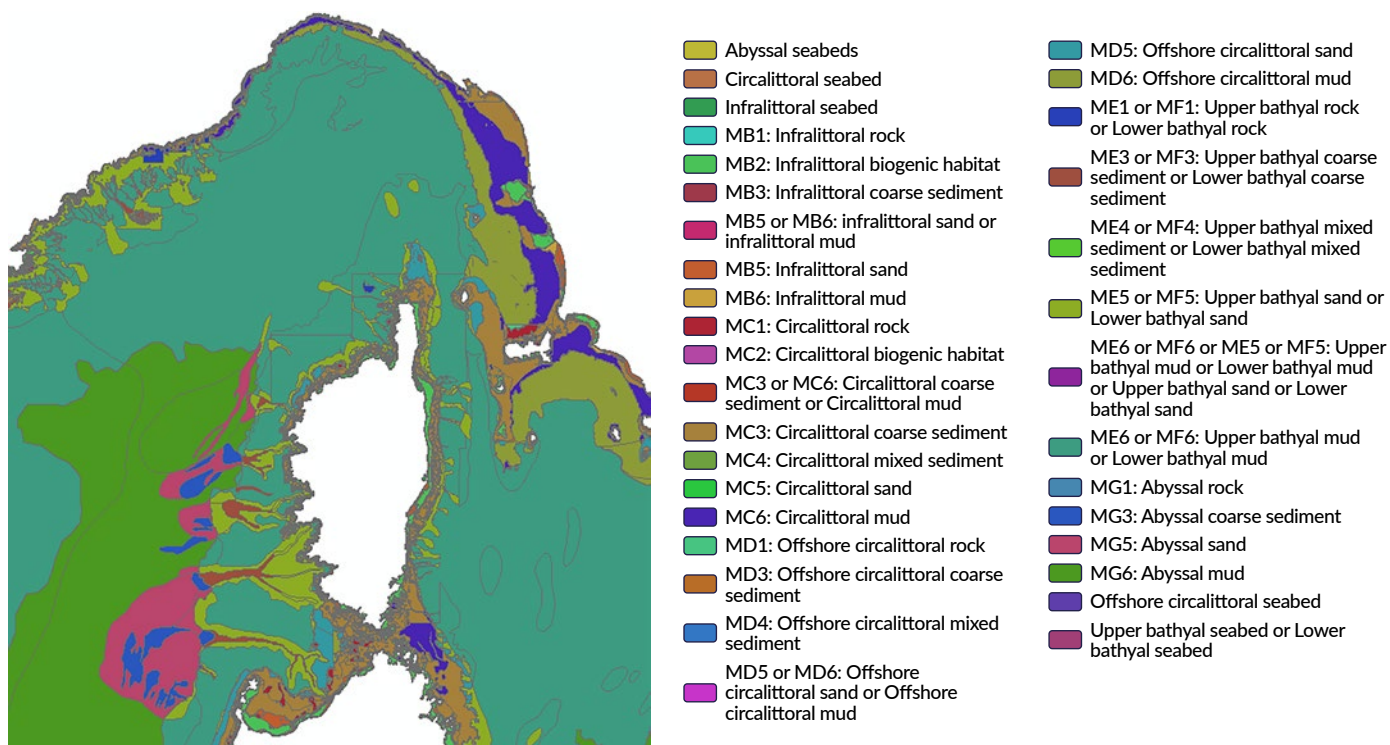 Abyssal seabeds
Circalittoral seabed
Infralittoral seabed
MB1: Infralittoral rock
MB2: Infralittoral biogenic habitat
MB3: Infralittoral coarse sediment
MB5 or MB6: infralittoral sand or
infralittoral mud
MB5: Infralittoral sand
MB6: Infralittoral mud
MC1: Circalittoral rock
MC2: Circalittoral biogenic habitat
MC3 or MC6: Circalittoral coarse
sediment or Circalittoral mud
MC3: Circalittoral coarse sediment
MC4: Circalittoral mixed sediment
MC5: Circalittoral sand
MC6: Circalittoral mud
MD1: Offshore circalittoral rock
MD3: Offshore circalittoral coarse
sediment
MD4: Offshore circalittoral mixed
sediment
MD5 or MD6: Offshore
circalittoral sand or Offshore
circalittoral mud
MD5: Offshore circalittoral sand
MD6: Offshore circalittoral mud
ME1 or MF1: Upper bathyal rock
or Lower bathyal rock
ME3 or MF3: Upper bathyal coarse
sediment or Lower bathyal coarse
sediment
ME4 or MF4: Upper bathyal mixed
sediment or Lower bathyal mixed
sediment
ME5 or MF5: Upper bathyal sand or
Lower bathyal sand
ME6 or MF6 or ME5 or MF5: Upper
bathyal mud or Lower bathyal mud
or Upper bathyal sand or Lower
bathyal sand
ME6 or MF6: Upper bathyal mud
or Lower bathyal mud
MG1: Abyssal rock
MG3: Abyssal coarse sediment
MG5: Abyssal sand
MG6: Abyssal mud
Offshore circalittoral seabed
Upper bathyal seabed or Lower
bathyal seabed